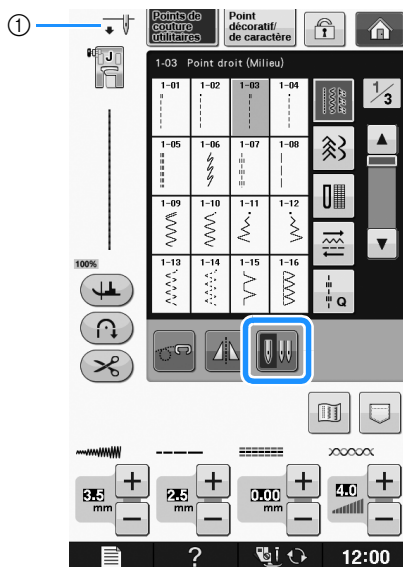 ①
Points de
couture
utilitaires
Point
décoratif/
de caractère
J
1-03 Point droit (Milieu)
1/3
1-01 1-02 1-03 1-04
1-05 1-06 1-07 1-08
1-09 1-10 1-11 1-12
1-13 1-14 1-15 1-16
Q
100%
3.5 mm
2.5 mm
0.00 mm
4.0
+ + + +
− − − −
? 12:00